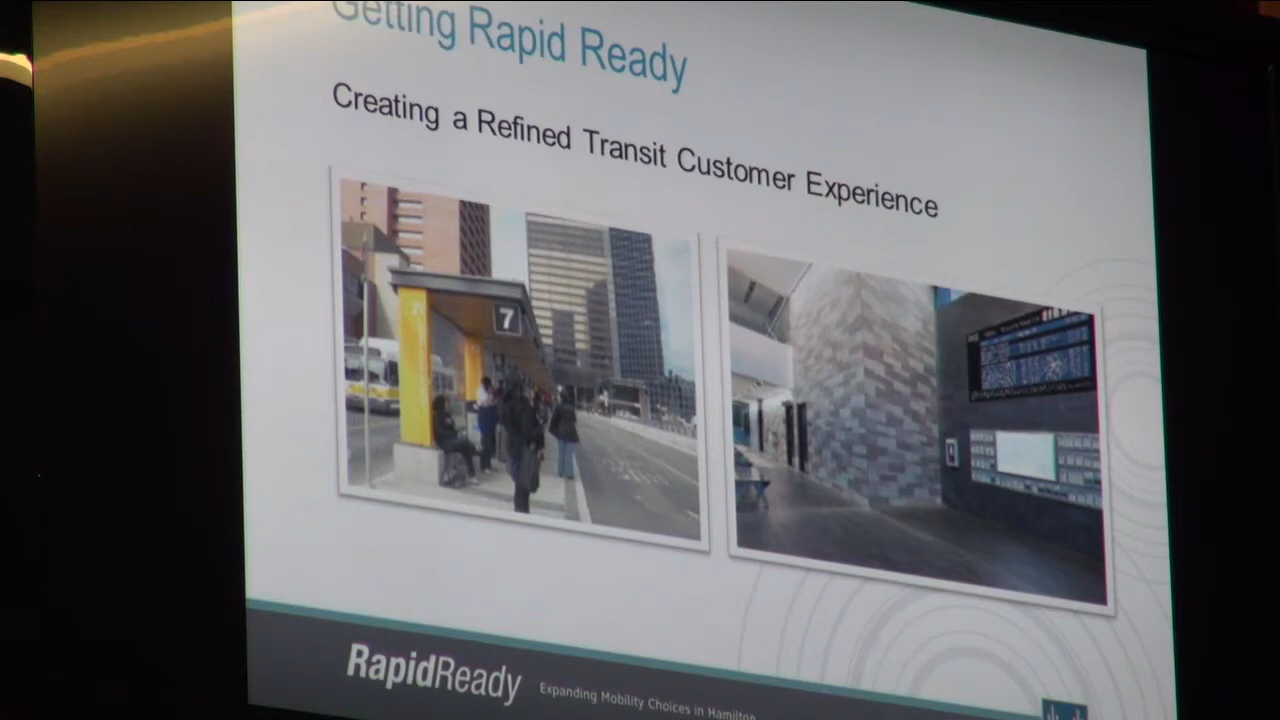 Getting Rapid Ready
Creating a Refined Transit Customer Experience
7
RapidReady
Expanding Mobility Choices in Hamilton